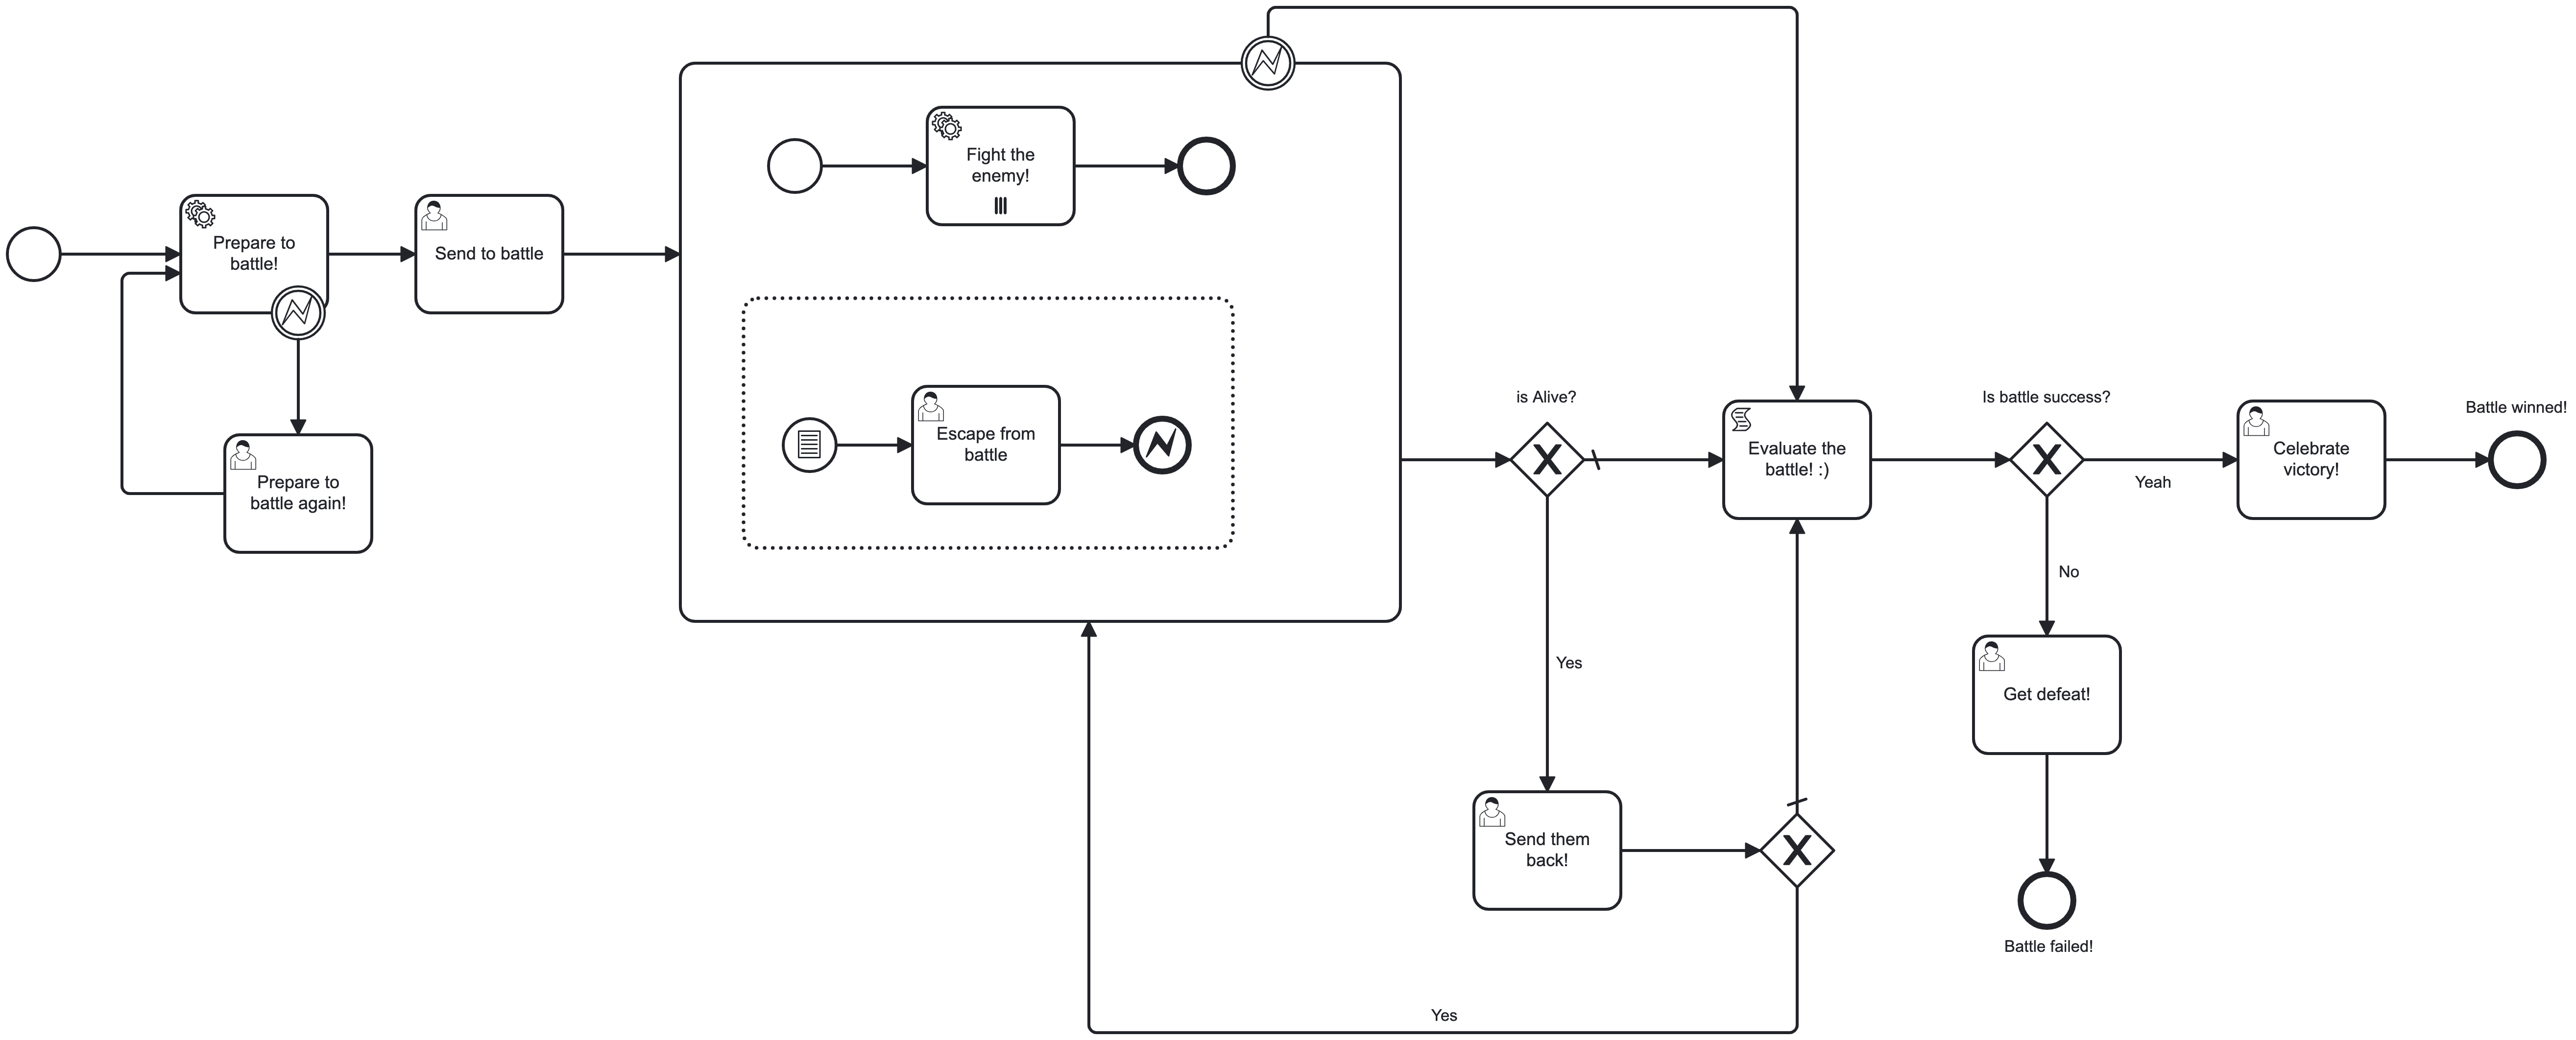 Prepare to
battle!
Send to battle
Prepare to
battle again!
Fight the
enemy!
Escape from
battle
is Alive?
Yes
Send them
back!
Yes
Evaluate the
battle! :)
Is battle success?
Yeah
No
Celebrate
victory!
Battle winned!
Get defeat!
Battle failed!